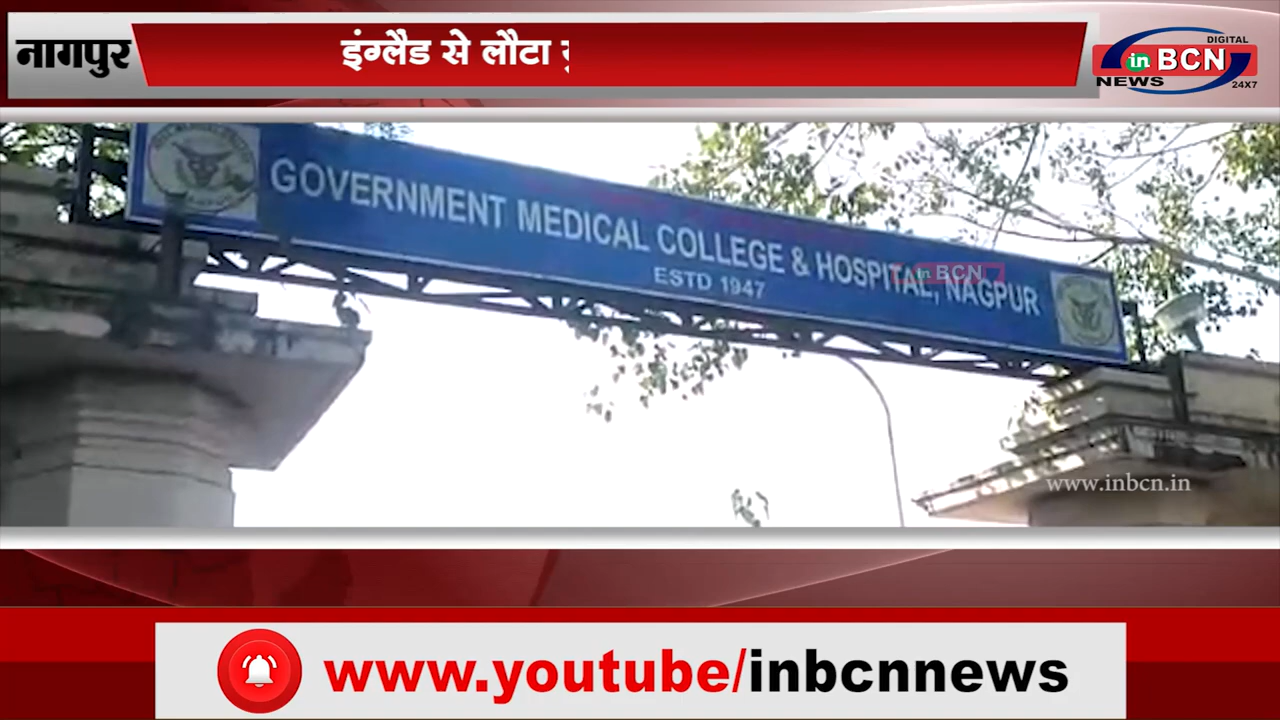 नागपुर
इंग्लैड से लौटा
DIGITAL
in BCN
NEWS
24X7
GOVERNMENT MEDICAL COLLEGE & HOSPITAL, NAGPUR
ESTD 1947
in BCN
www.inbcn.in
www.youtube/inbcnnews